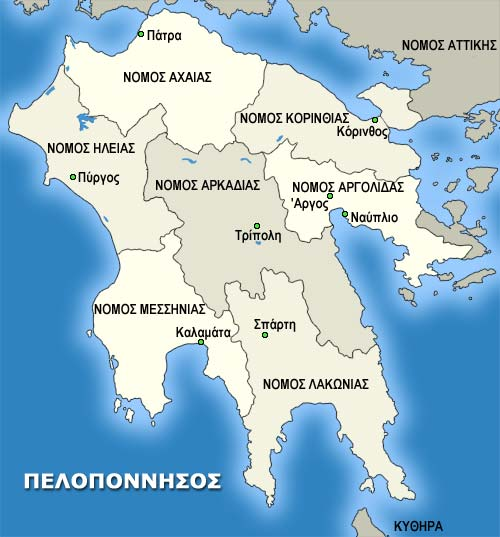 Πάτρα
ΝΟΜΟΣ ΑΤΤΙΚΗΣ
ΝΟΜΟΣ ΑΧΑΙΑΣ
ΝΟΜΟΣ ΚΟΡΙΝΘΙΑΣ
Κόρινθος
ΝΟΜΟΣ ΗΛΕΙΑΣ
Πύργος
ΝΟΜΟΣ ΑΡΚΑΔΙΑΣ
ΝΟΜΟΣ ΑΡΓΟΛΙΔΑΣ
'Αργος
Ναύπλιο
Τρίπολη
ΝΟΜΟΣ ΜΕΣΣΗΝΙΑΣ
Καλαμάτα
Σπάρτη
ΝΟΜΟΣ ΛΑΚΩΝΙΑΣ
ΠΕΛΟΠΟΝΝΗΣΟΣ
ΚΥΘΗΡΑ